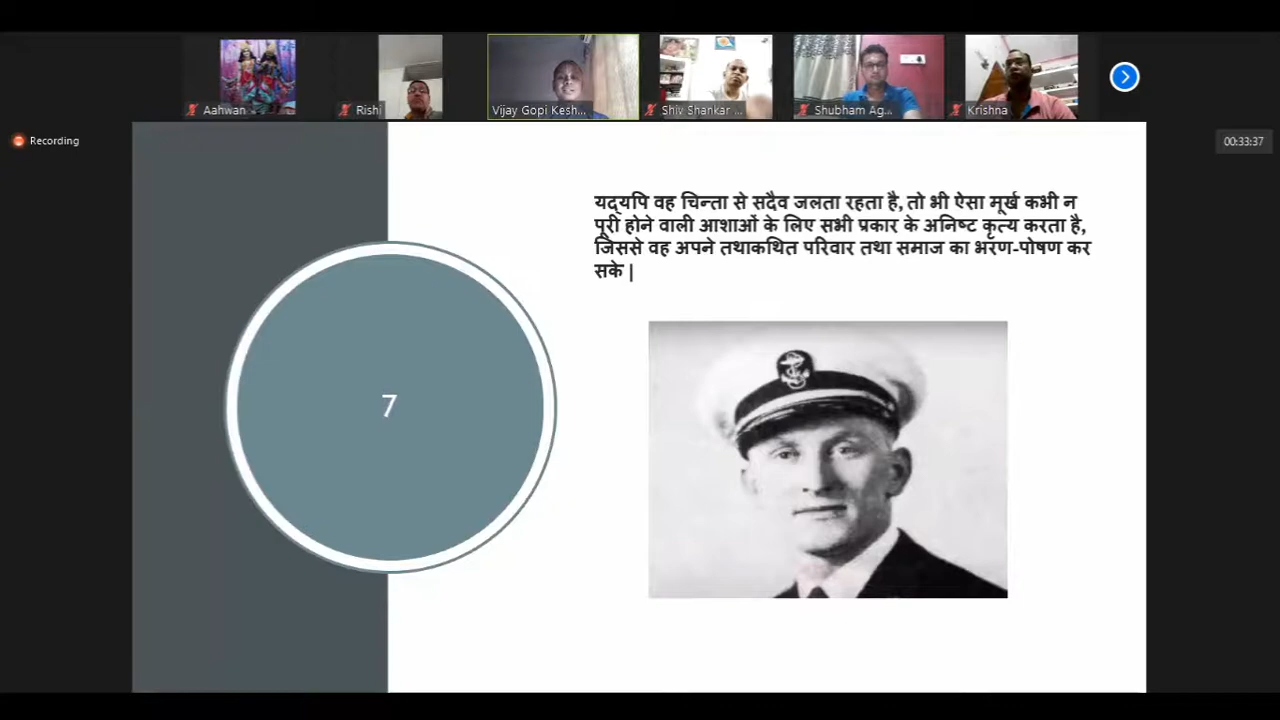 Aahwan
Rishi
Vijay Gopi Kesh...
Shiv Shankar ...
Shubham Ag...
Krishna
Recording
00:33:37
यद्यपि वह चिन्ता से सदैव जलता रहता है, तो भी ऐसा मूर्ख कभी न
पूरी होने वाली आशाओं के लिए सभी प्रकार के अनिष्ट कृत्य करता है,
जिससे वह अपने तथाकथित परिवार तथा समाज का भरण-पोषण कर
सके |
7